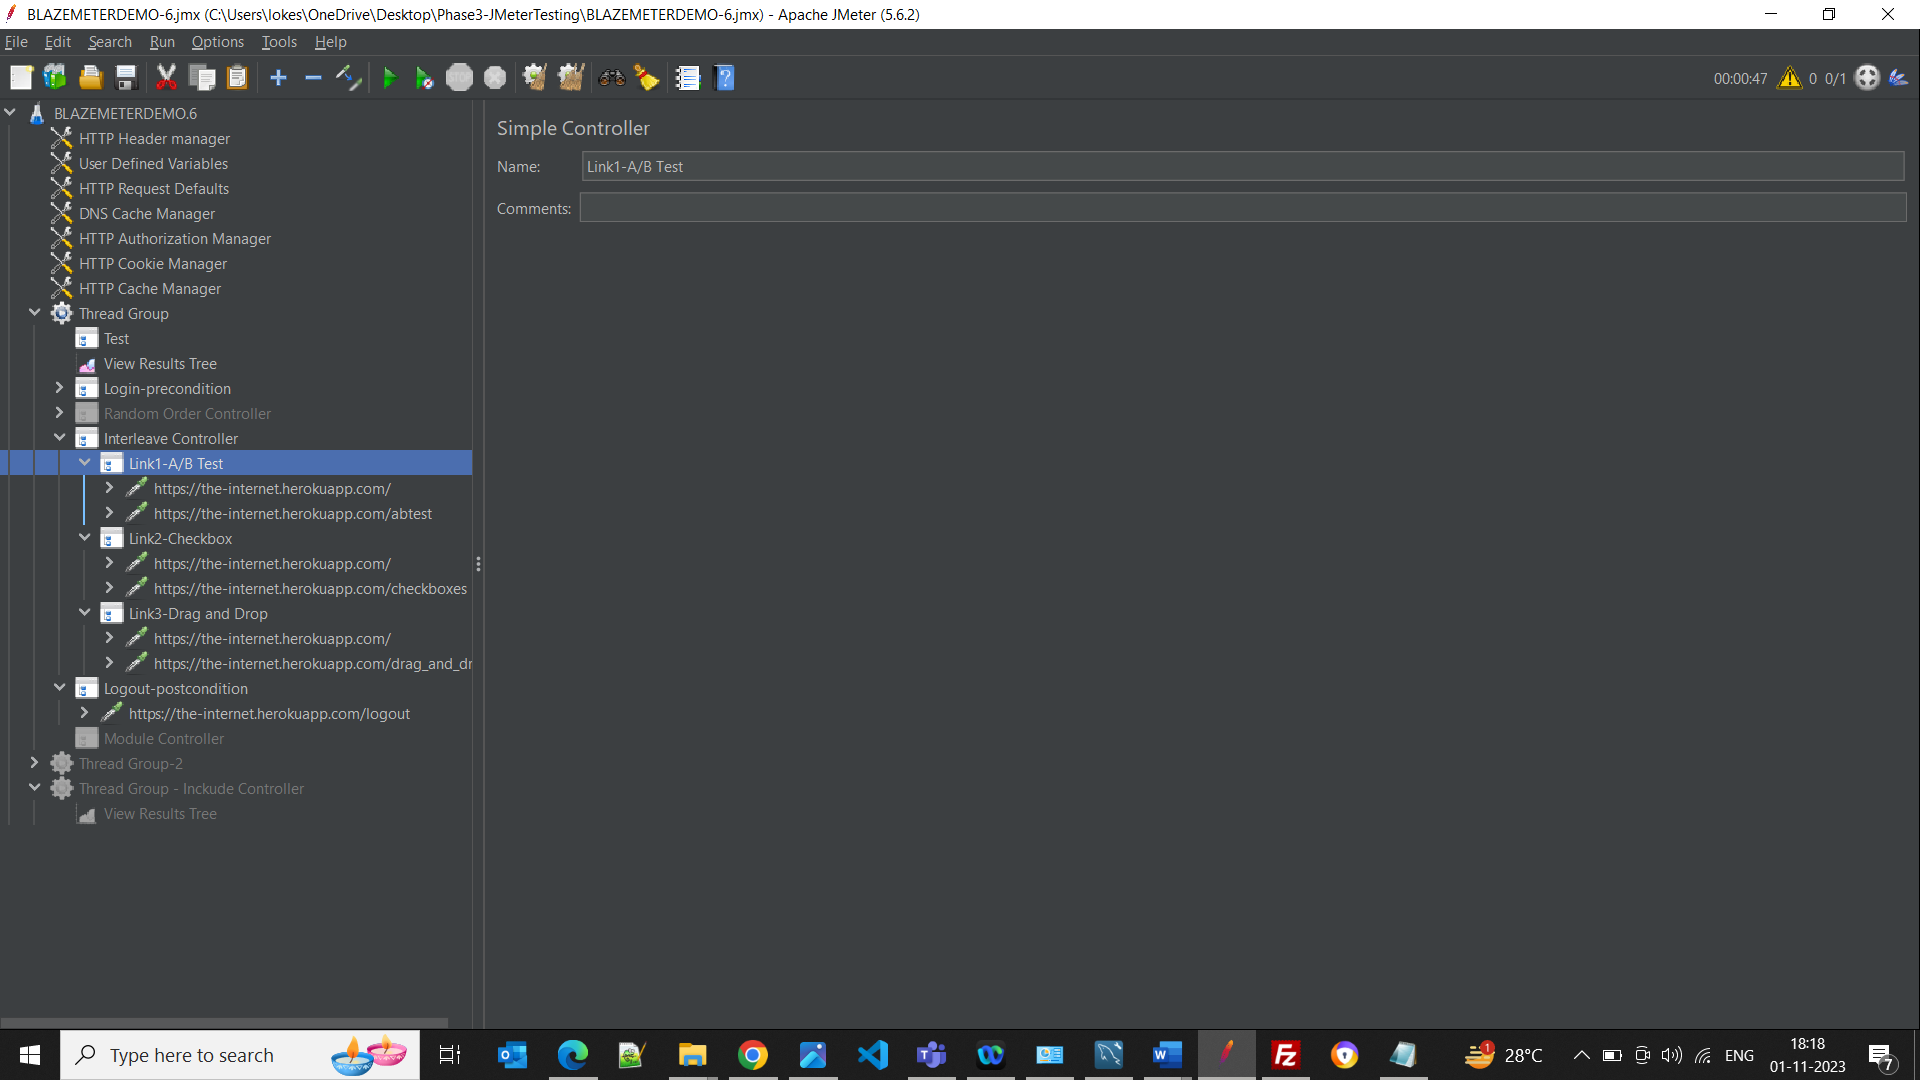 BLAZEMETERDEMO-6.jmx (C:\Users\lokes\OneDrive\Desktop\Phase3-JMeterTesting\BLAZEMETERDEMO-6.jmx) - Apache JMeter (5.6.2)
File Edit Search Run Options Tools Help
STOP
00:00:47 0 0/1
BLAZEMETERDEMO.6
HTTP Header manager
User Defined Variables
HTTP Request Defaults
DNS Cache Manager
HTTP Authorization Manager
HTTP Cookie Manager
HTTP Cache Manager
Thread Group
Test
View Results Tree
Login-precondition
Random Order Controller
Interleave Controller
Link1-A/B Test
https://the-internet.herokuapp.com/
https://the-internet.herokuapp.com/abtest
Link2-Checkbox
https://the-internet.herokuapp.com/
https://the-internet.herokuapp.com/checkboxes
Link3-Drag and Drop
https://the-internet.herokuapp.com/
https://the-internet.herokuapp.com/drag_and_dr
Logout-postcondition
https://the-internet.herokuapp.com/logout
Module Controller
Thread Group-2
Thread Group - Inckude Controller
View Results Tree
Simple Controller
Name: Link1-A/B Test
Comments:
Type here to search
1
28°C
ENG
18:18
01-11-2023
7